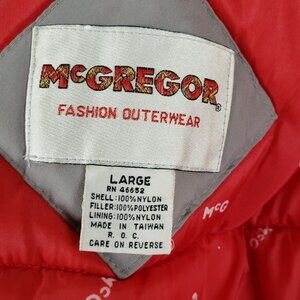 McGREGOR®
FASHION OUTERWEAR
LARGE
RN 46652
SHELL:100%NYLON
FILLER:100%POLYESTER
LINING:100%NYLON
MADE IN TAIWAN
R. O. C.
CARE ON REVERSE
McG